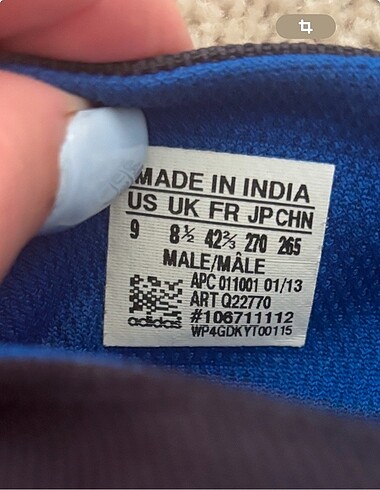 MADE IN INDIA
US UK FR JP CHN
9 8½ 42⅔ 270 265
MALE/MÂLE
APC 011001 01/13
ART Q22770
#106711112
adidas WP4GDKYT00115